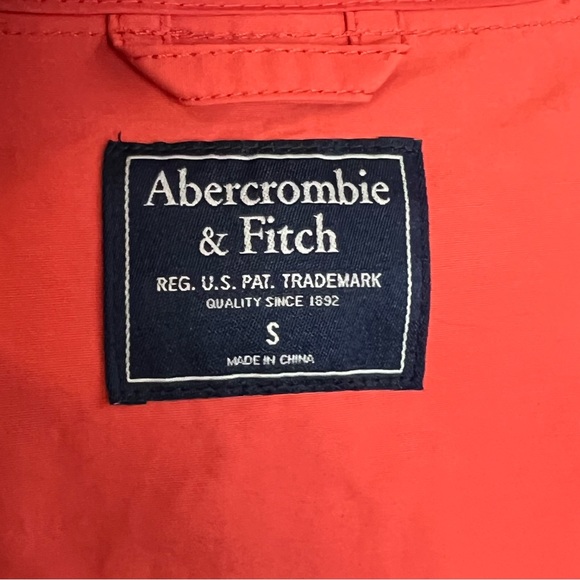 Abercrombie
& Fitch
REG. U.S. PAT. TRADEMARK
QUALITY SINCE 1892
S
MADE IN CHINA